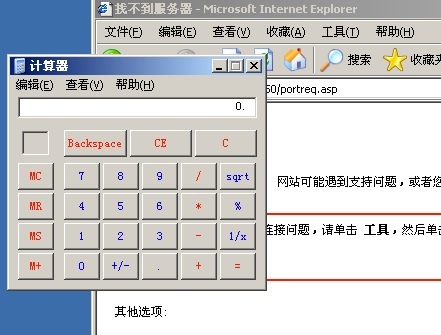 找不到服务器 - Microsoft Internet Explorer
文件(F) 编辑(E) 查看(V) 收藏(A) 工具(T) 帮助(H)
搜索 收藏夹
60/portreq.asp
计算器
编辑(E) 查看(V) 帮助(H)
0.
Backspace CE C
MC 7 8 9 / sqrt
MR 4 5 6 * %
MS 1 2 3 - 1/x
M+ 0 +/- . + =
网站可能遇到支持问题，或者您
连接问题，请单击 工具，然后单击
其他选项: